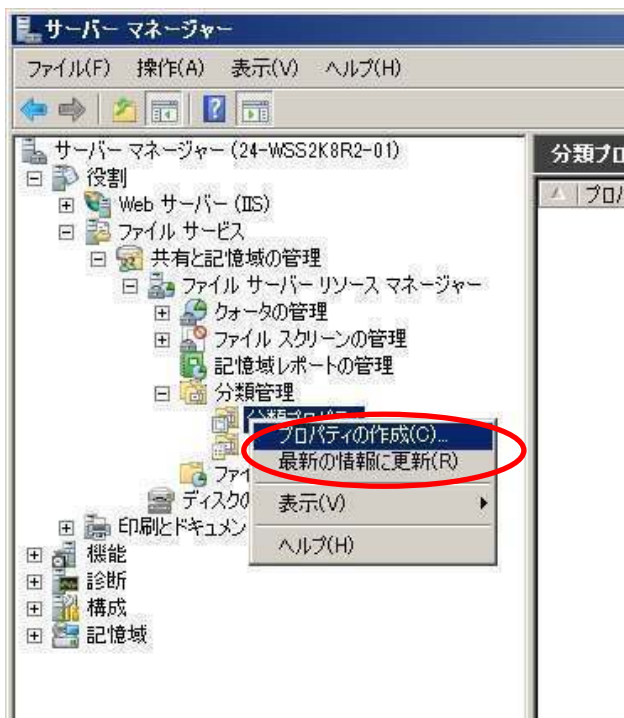 サーバー マネージャー
ファイル(F) 操作(A) 表示(V) ヘルプ(H)
サーバー マネージャー (24-WSS2K8R2-01)
役割
Web サーバー (IIS)
ファイル サービス
共有と記憶域の管理
ファイル サーバー リソース マネージャー
クォータの管理
ファイル スクリーンの管理
記憶域レポートの管理
分類管理
分類プロパティ
プロパティの作成(C)...
最新の情報に更新(R)
表示(V)
ヘルプ(H)
ファイ
ディスクの
印刷とドキュメン
機能
診断
構成
記憶域
分類プロ
プロパ